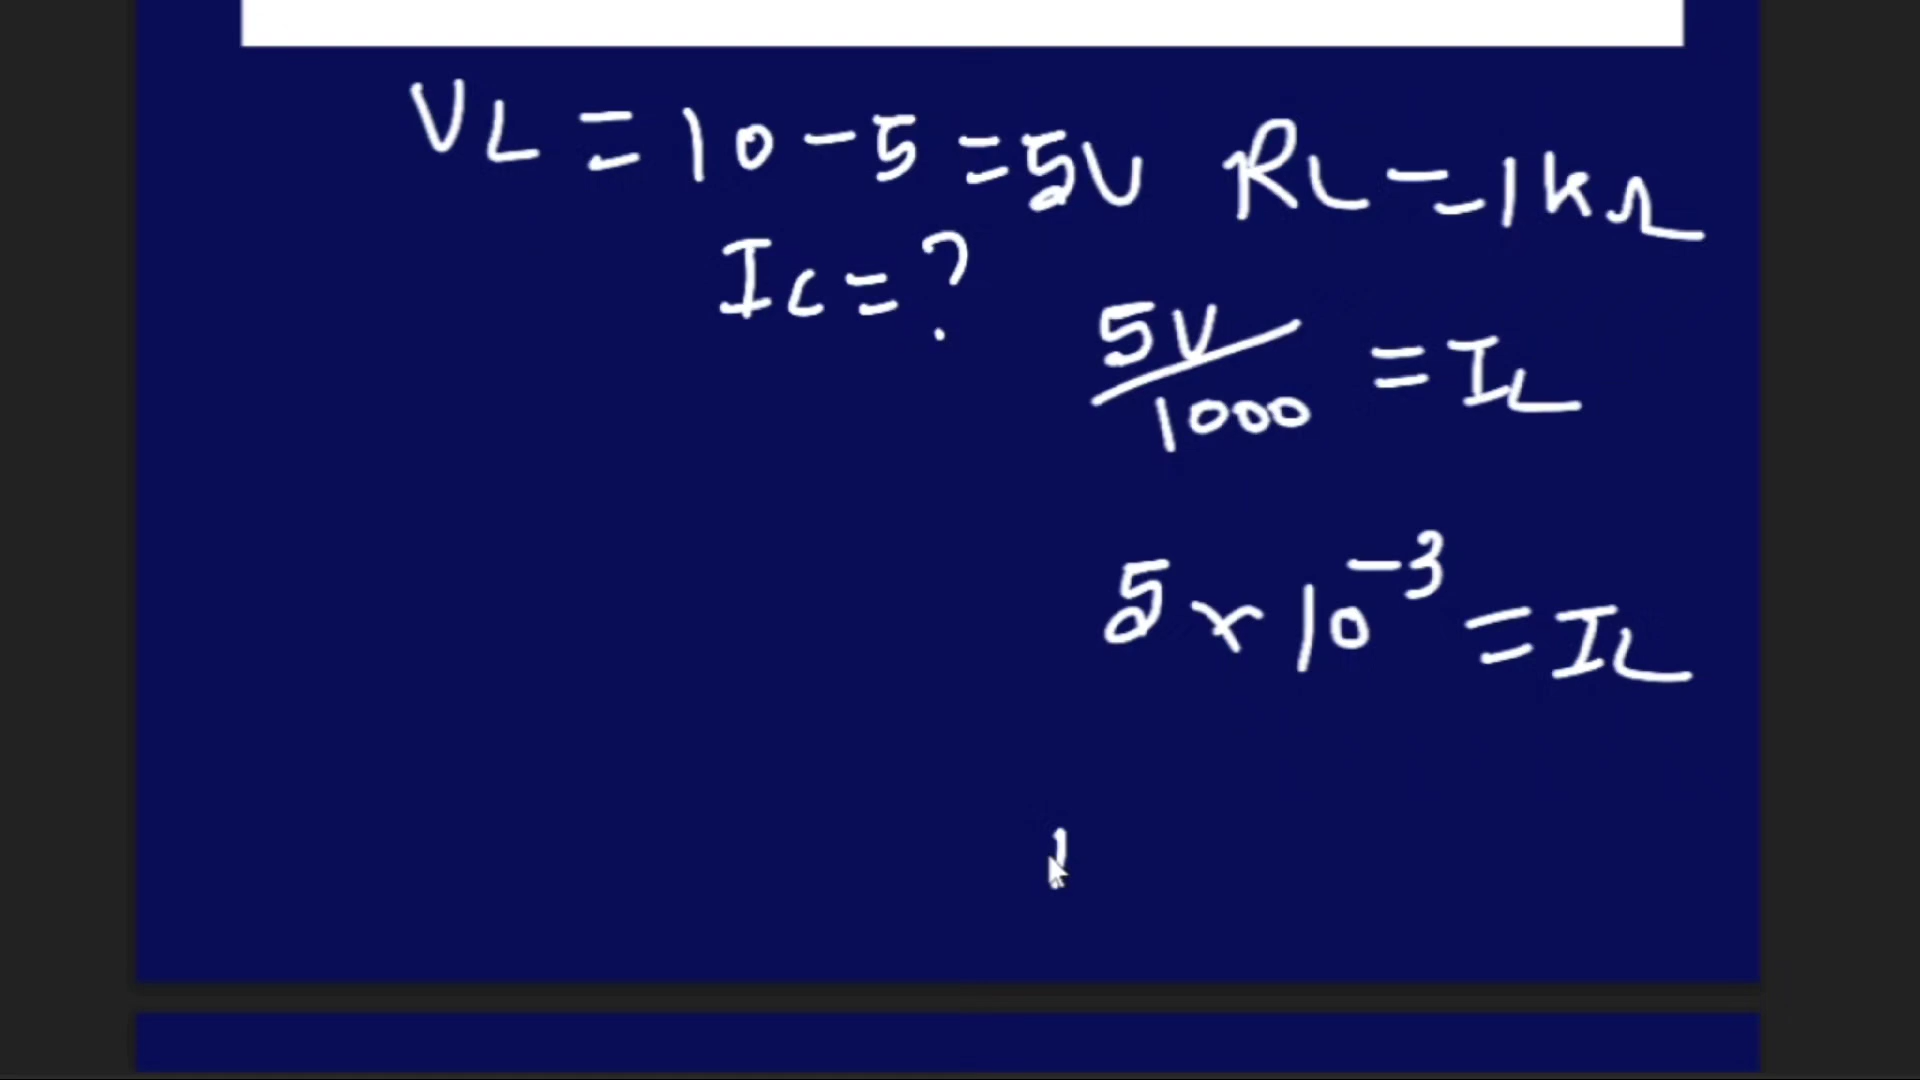 VL = 10 - 5 = 5V RL = 1kΩ
Ic = ?
5V/1000 = IL
5 × 10⁻³ = IL